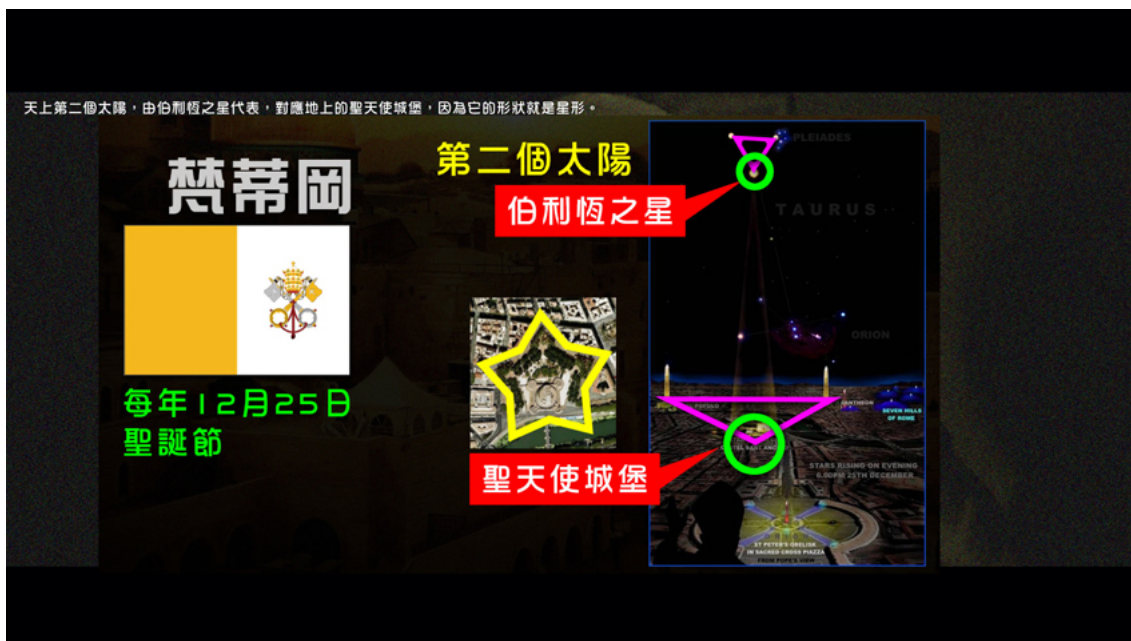 天上第二個太陽，由伯利恆之星代表，對應地上的聖天使城堡，因為它的形狀就是星形。
梵蒂岡
第二個太陽
伯利恆之星
PLEIADES
TAURUS
ORION
每年12月25日
聖誕節
POPOLO
PANTHEON
SEVEN HILLS
OF ROME
聖天使城堡
STARS RISING ON EVENING
6.00PM 25TH DECEMBER
ST PETER'S OBELISK
IN SACRED CROSS PIAZZA
FROM POPE'S VIEW